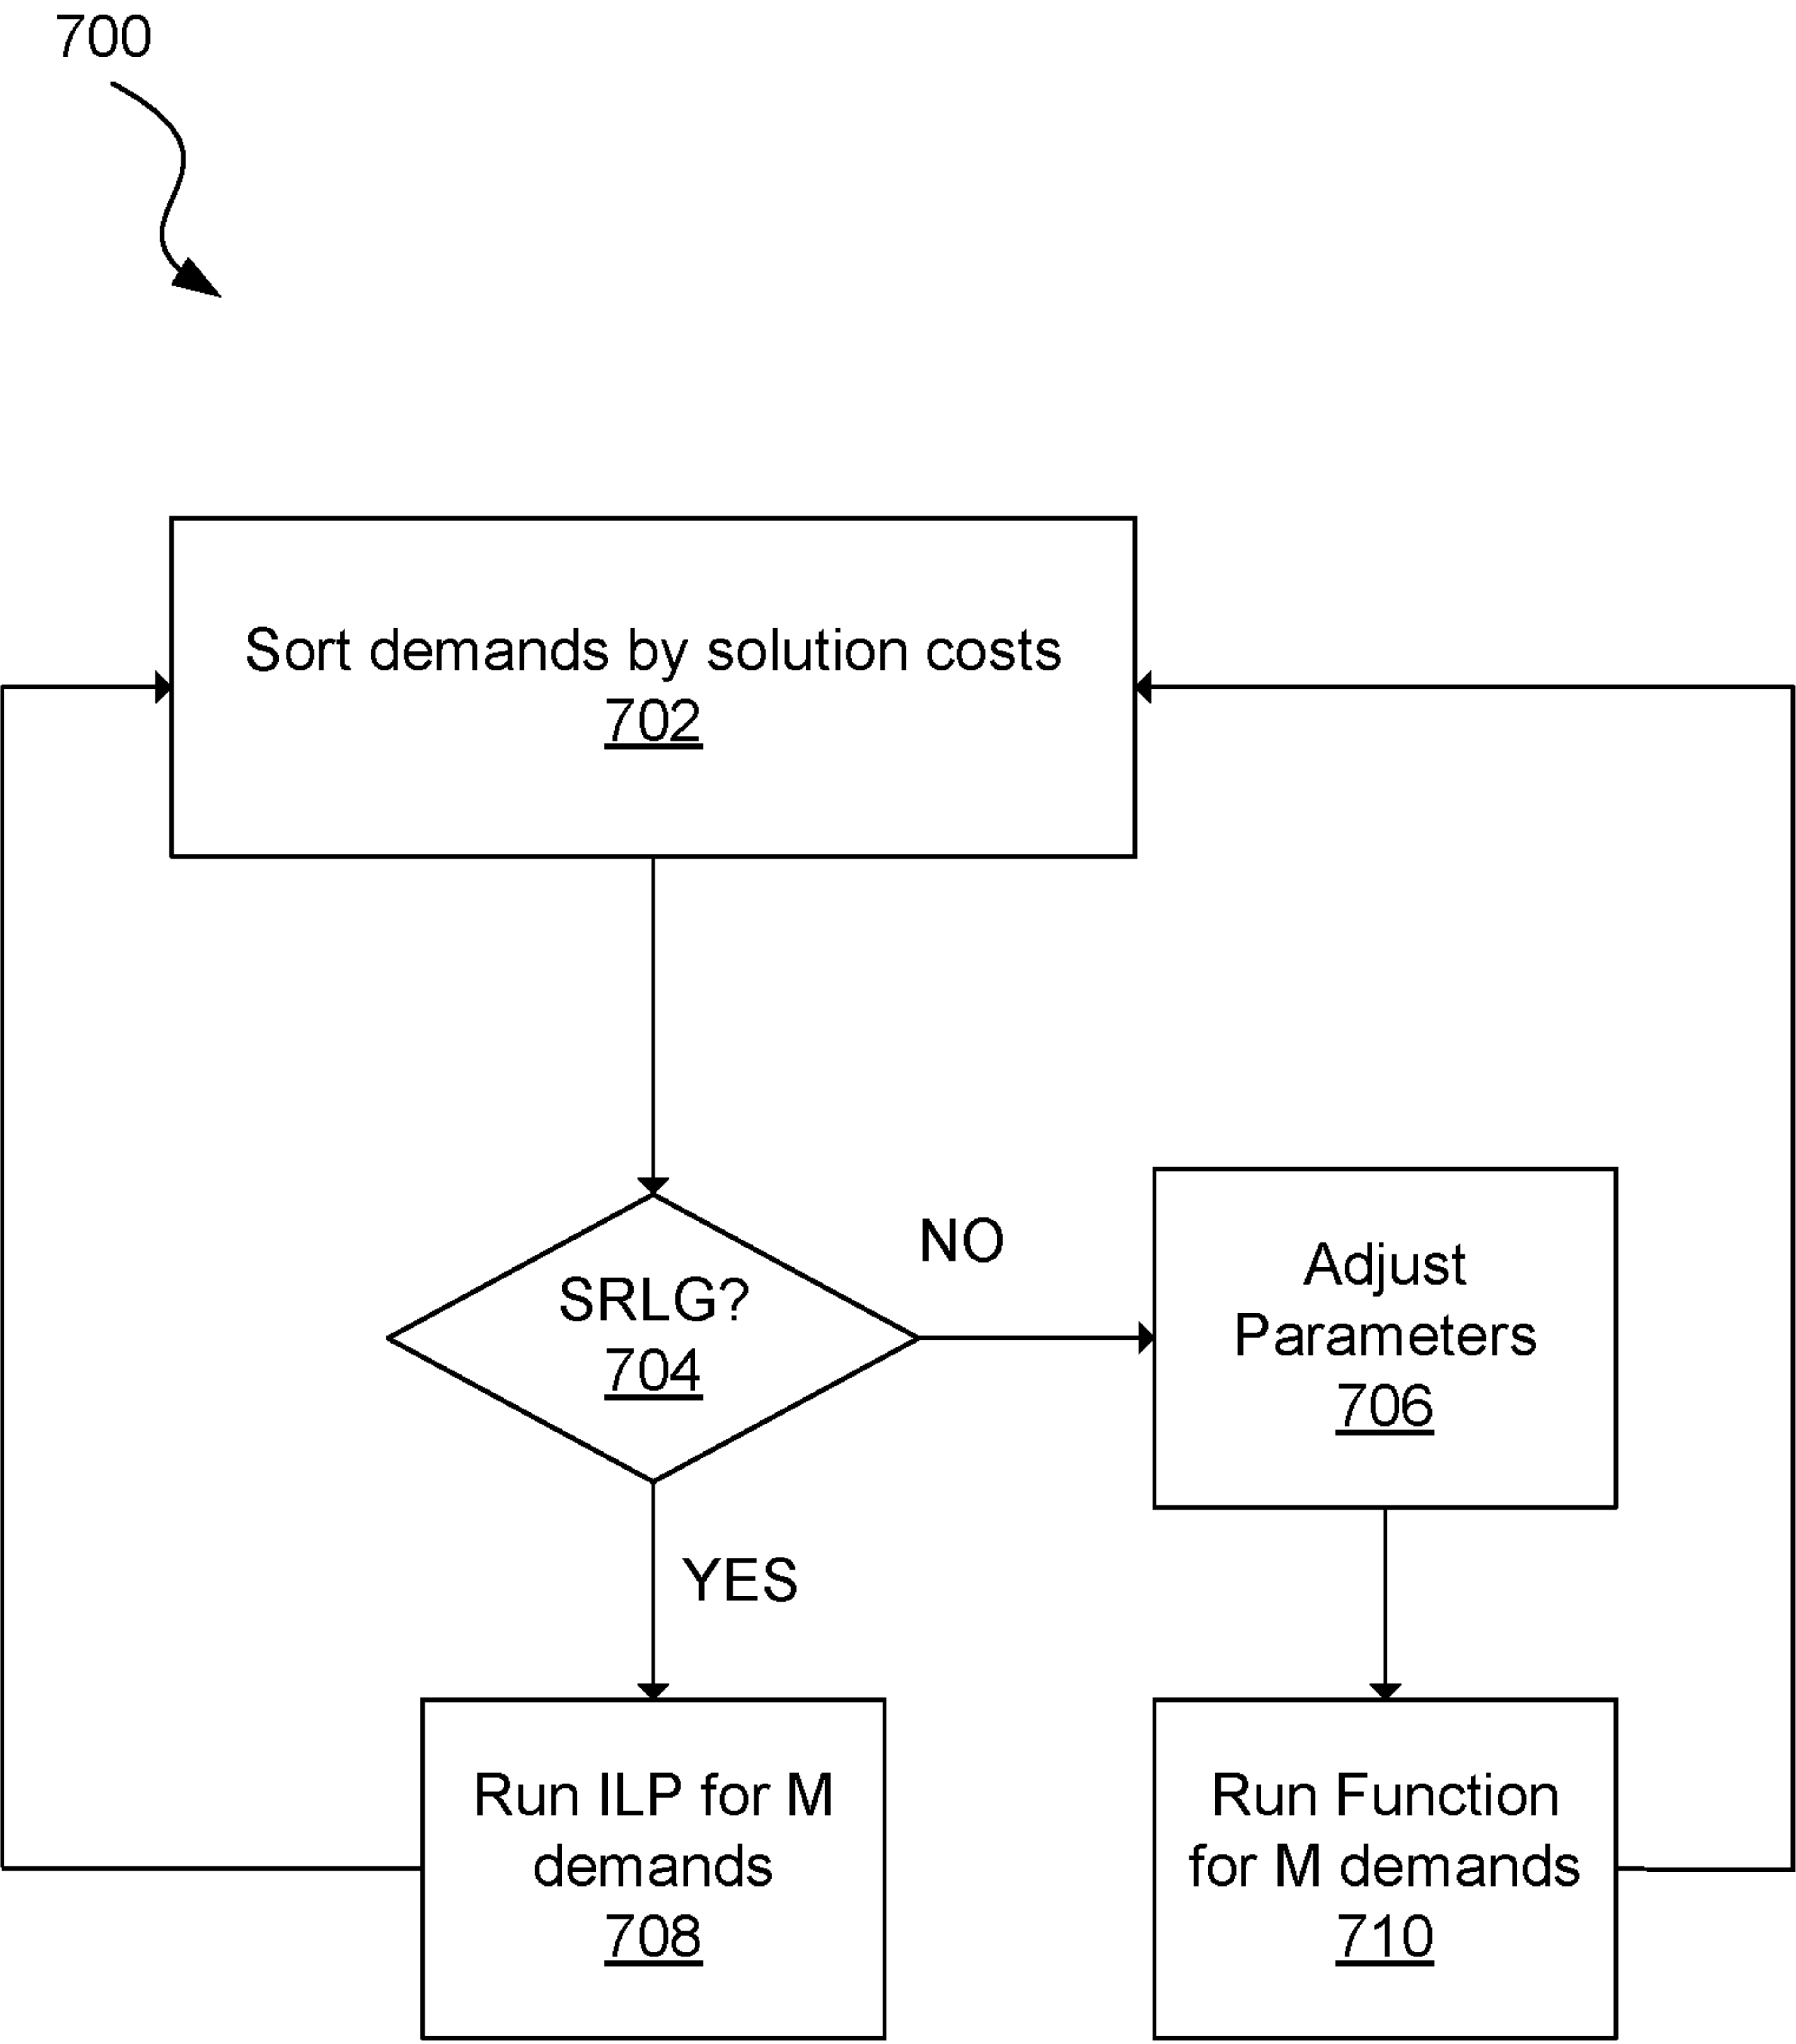 700
Sort demands by solution costs
702
SRLG?
704
NO
Adjust
Parameters
706
YES
Run ILP for M
demands
708
Run Function
for M demands
710